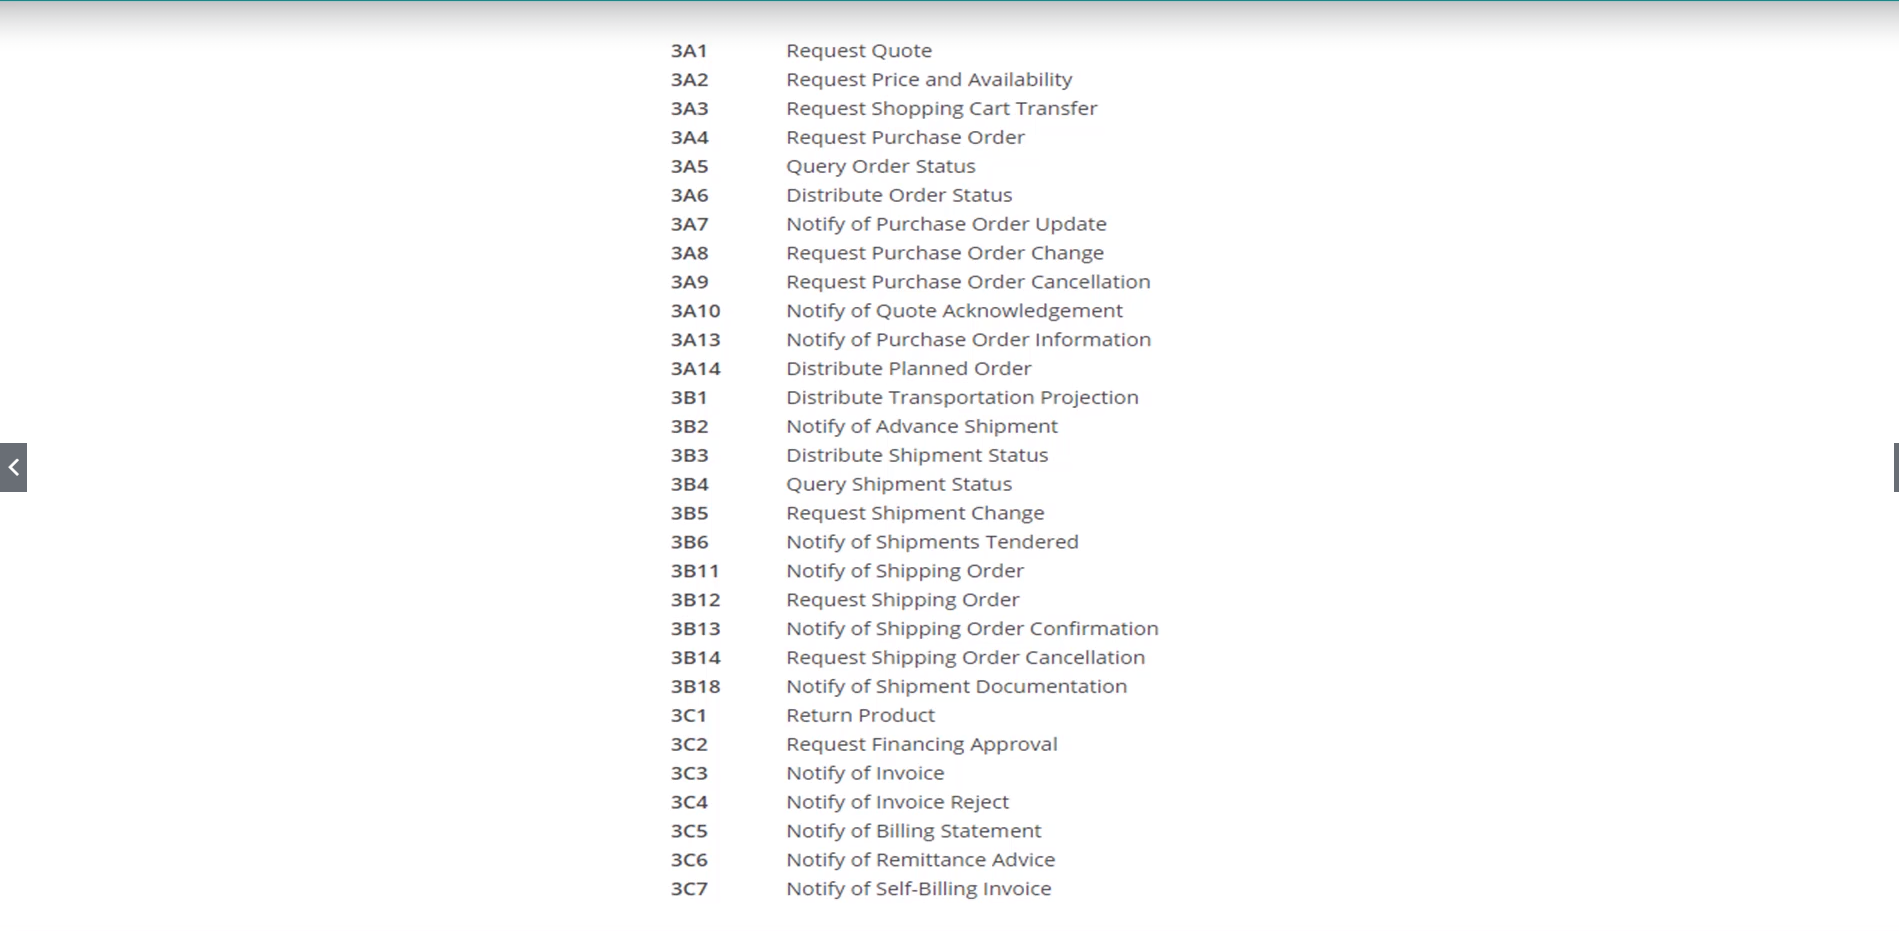 3A1 Request Quote
3A2 Request Price and Availability
3A3 Request Shopping Cart Transfer
3A4 Request Purchase Order
3A5 Query Order Status
3A6 Distribute Order Status
3A7 Notify of Purchase Order Update
3A8 Request Purchase Order Change
3A9 Request Purchase Order Cancellation
3A10 Notify of Quote Acknowledgement
3A13 Notify of Purchase Order Information
3A14 Distribute Planned Order
3B1 Distribute Transportation Projection
3B2 Notify of Advance Shipment
3B3 Distribute Shipment Status
3B4 Query Shipment Status
3B5 Request Shipment Change
3B6 Notify of Shipments Tendered
3B11 Notify of Shipping Order
3B12 Request Shipping Order
3B13 Notify of Shipping Order Confirmation
3B14 Request Shipping Order Cancellation
3B18 Notify of Shipment Documentation
3C1 Return Product
3C2 Request Financing Approval
3C3 Notify of Invoice
3C4 Notify of Invoice Reject
3C5 Notify of Billing Statement
3C6 Notify of Remittance Advice
3C7 Notify of Self-Billing Invoice